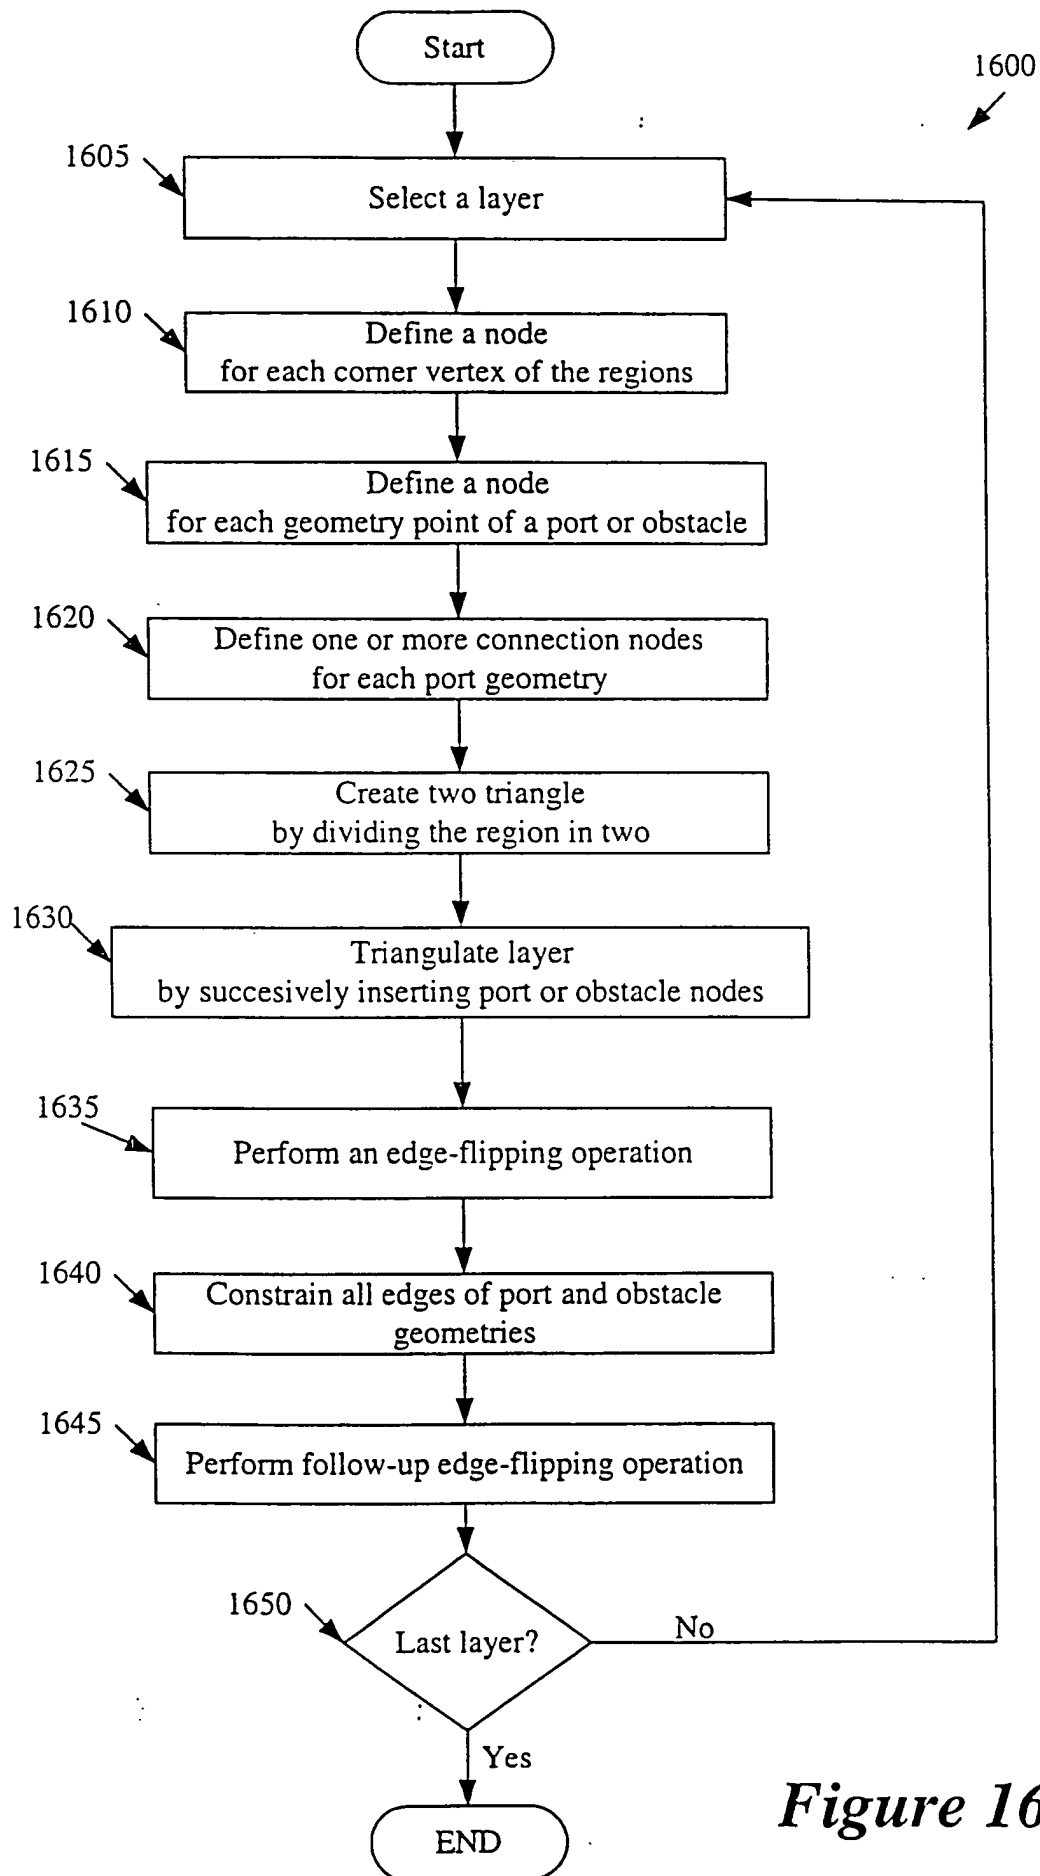 Start
1600
1605
Select a layer
1610
Define a node
for each corner vertex of the regions
1615
Define a node
for each geometry point of a port or obstacle
1620
Define one or more connection nodes
for each port geometry
1625
Create two triangle
by dividing the region in two
1630
Triangulate layer
by succesively inserting port or obstacle nodes
1635
Perform an edge-flipping operation
1640
Constrain all edges of port and obstacle
geometries
1645
Perform follow-up edge-flipping operation
1650
Last layer?
No
Yes
END
Figure 16